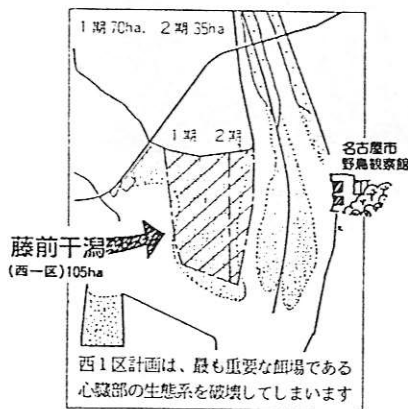 1期70ha, 2期35ha
1期 2期
名古屋市
野鳥観察館
藤前干潟
(西一区)105ha
西1区計画は、最も重要な餌場である
心臓部の生態系を破壊してしまいます